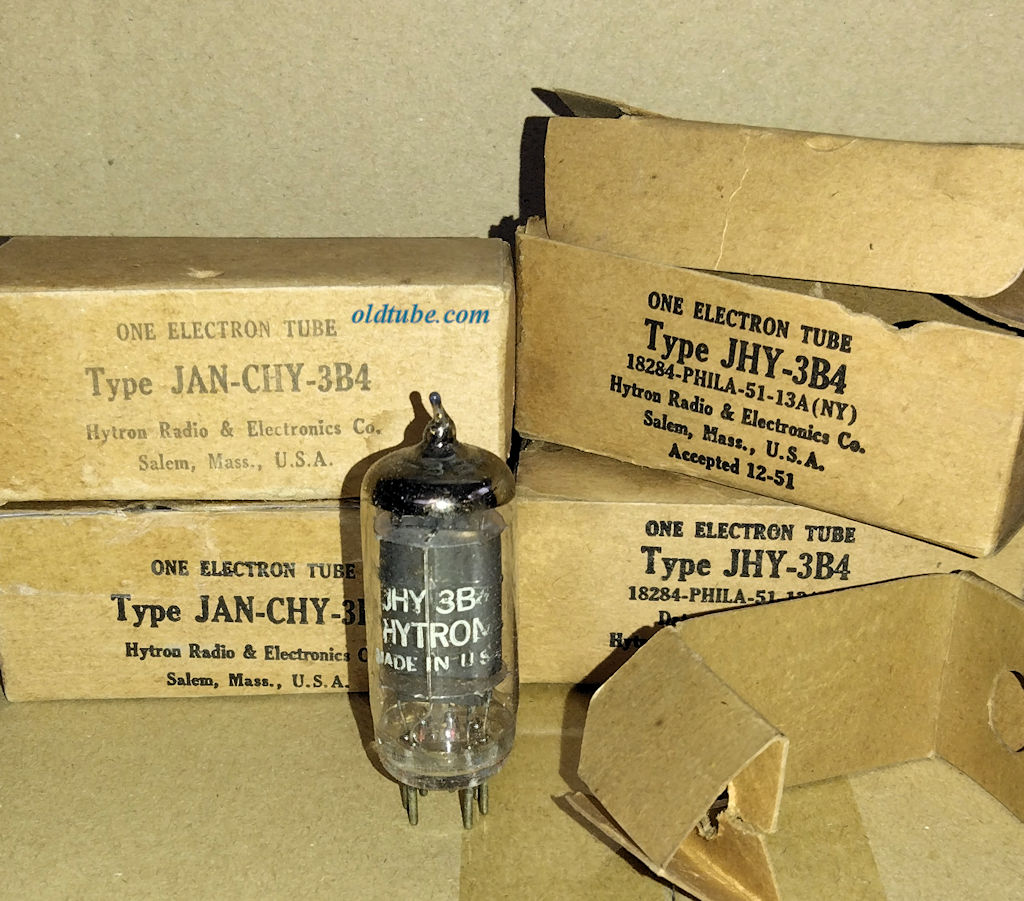 oldtube.com
ONE ELECTRON TUBE
Type JAN-CHY-3B4
Hytron Radio & Electronics Co.
Salem, Mass., U.S.A.
ONE ELECTRON TUBE
Type JHY-3B4
18284-PHILA-51-13A(NY)
Hytron Radio & Electronics Co.
Salem, Mass., U.S.A.
Accepted 12-51
ONE ELECTRON TUBE
Type JAN-CHY-3
Hytron Radio & Electronics
Salem, Mass., U.S.A.
ONE ELECTRON TUBE
Type JHY-3B4
18284-PHILA-51
JHY 3B4
HYTRON
MADE IN U S